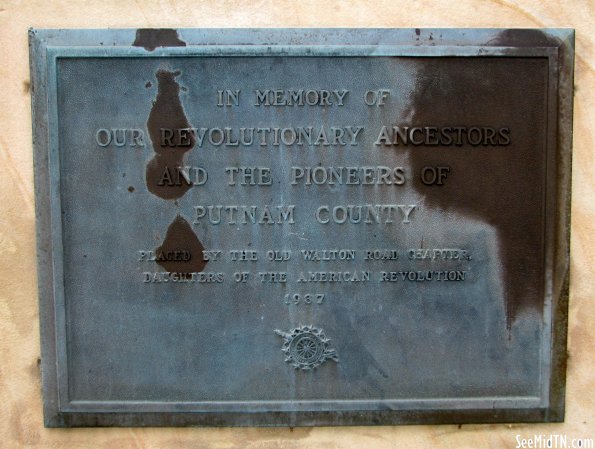 IN MEMORY OF
OUR REVOLUTIONARY ANCESTORS
AND THE PIONEERS OF
PUTNAM COUNTY
PLACED BY THE OLD WALTON ROAD CHAPTER,
DAUGHTERS OF THE AMERICAN REVOLUTION
1937
SeeMidTN.com